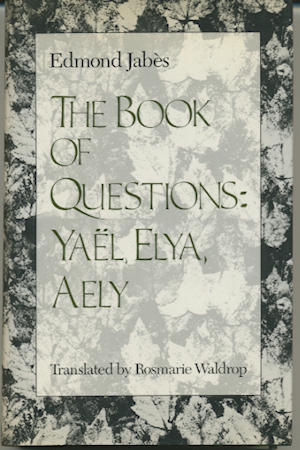 Edmond Jabès
THE BOOK
OF
QUESTIONS:
YAËL, ELYA,
AELY
Translated by Rosmarie Waldrop